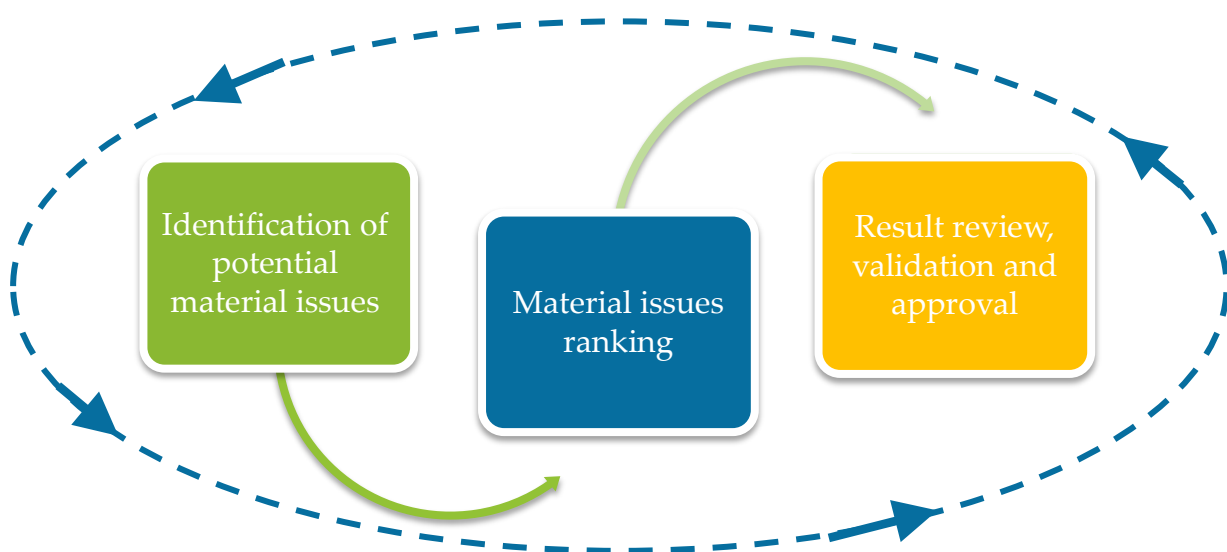 Identification of
potential
material issues
Material issues
ranking
Result review,
validation and
approval